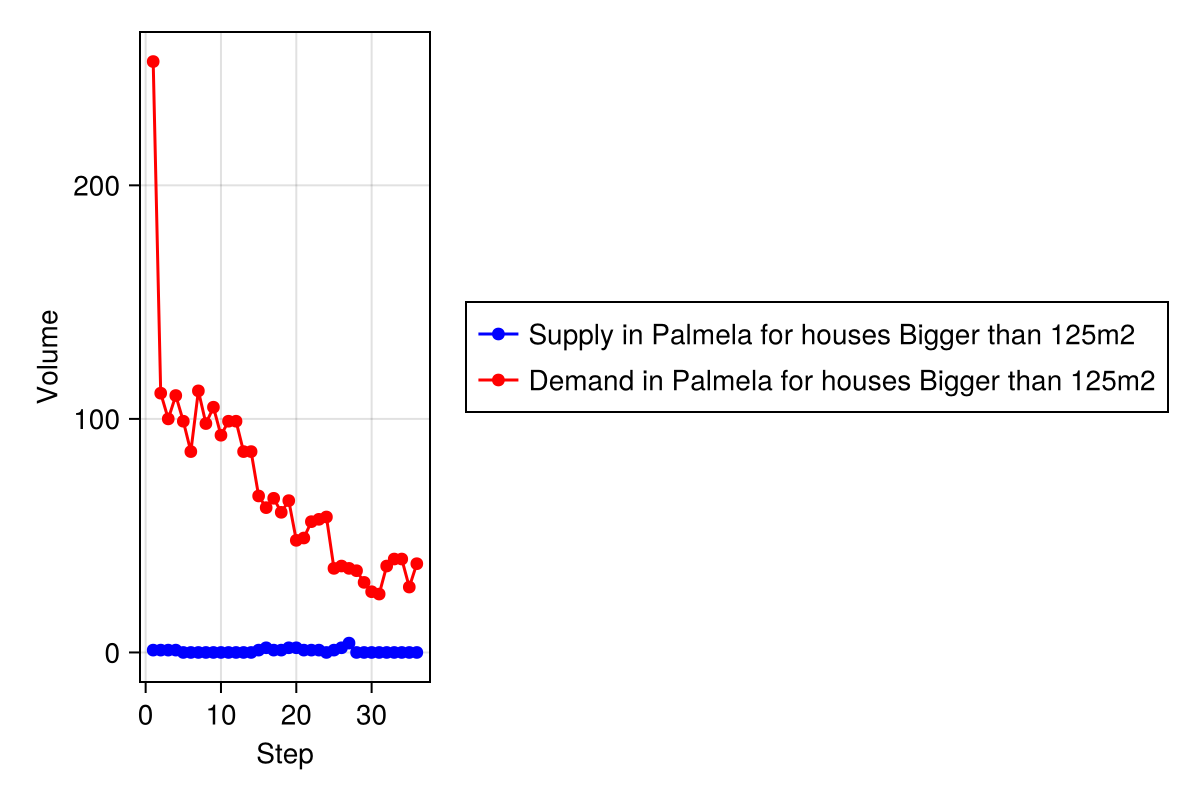 200
100
0
Volume
0 10 20 30
Step
Supply in Palmela for houses Bigger than 125m2
Demand in Palmela for houses Bigger than 125m2